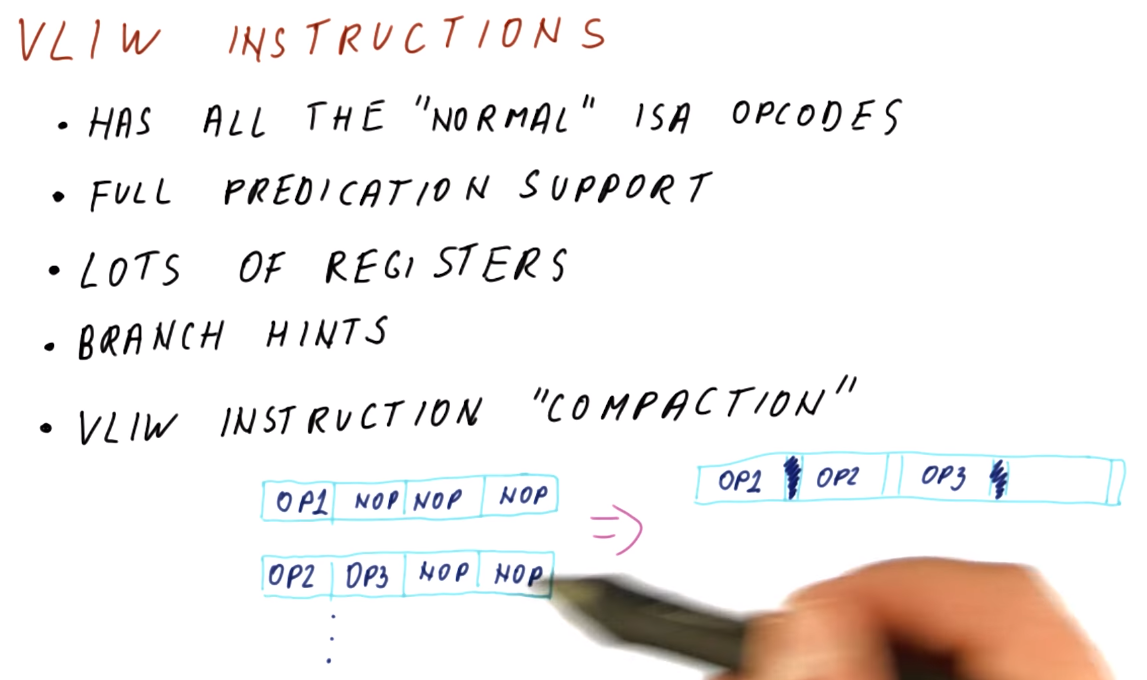 VLIW INSTRUCTIONS
• HAS ALL THE "NORMAL" ISA OPCODES
• FULL PREDICATION SUPPORT
• LOTS OF REGISTERS
• BRANCH HINTS
• VLIW INSTRUCTION "COMPACTION"
OP1 NOP NOP NOP => OP1 OP2 OP3
OP2 OP3 NOP NOP